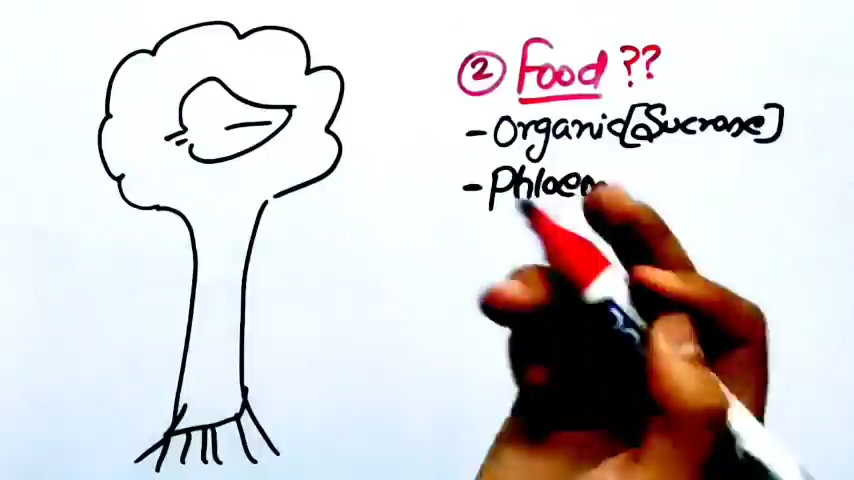 ② Food ??
- Organic [Sucrose]
- Phloem